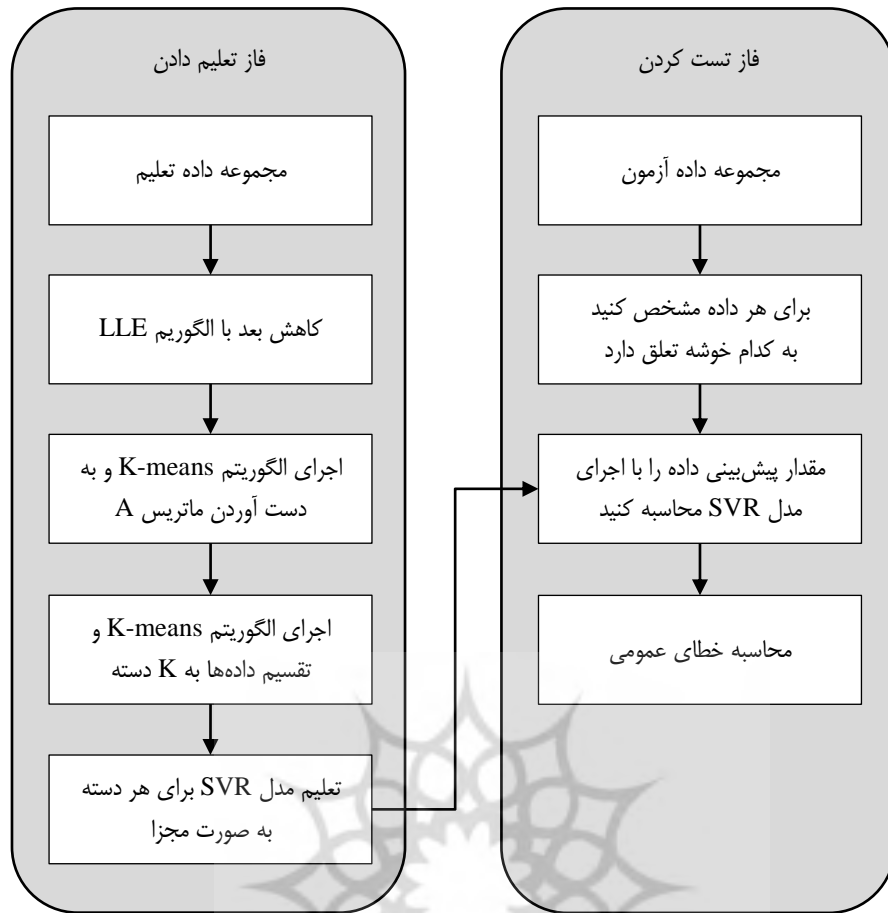 فاز تعلیم دادن
مجموعه داده تعلیم
کاهش بعد با الگوریم LLE
اجرای الگوریتم K-means و به
دست آوردن ماتریس A
اجرای الگوریتم K-means و
تقسیم داده‌ها به K دسته
تعلیم مدل SVR برای هر دسته
به صورت مجزا
فاز تست کردن
مجموعه داده آزمون
برای هر داده مشخص کنید
به کدام خوشه تعلق دارد
مقدار پیش‌بینی داده را با اجرای
مدل SVR محاسبه کنید
محاسبه خطای عمومی